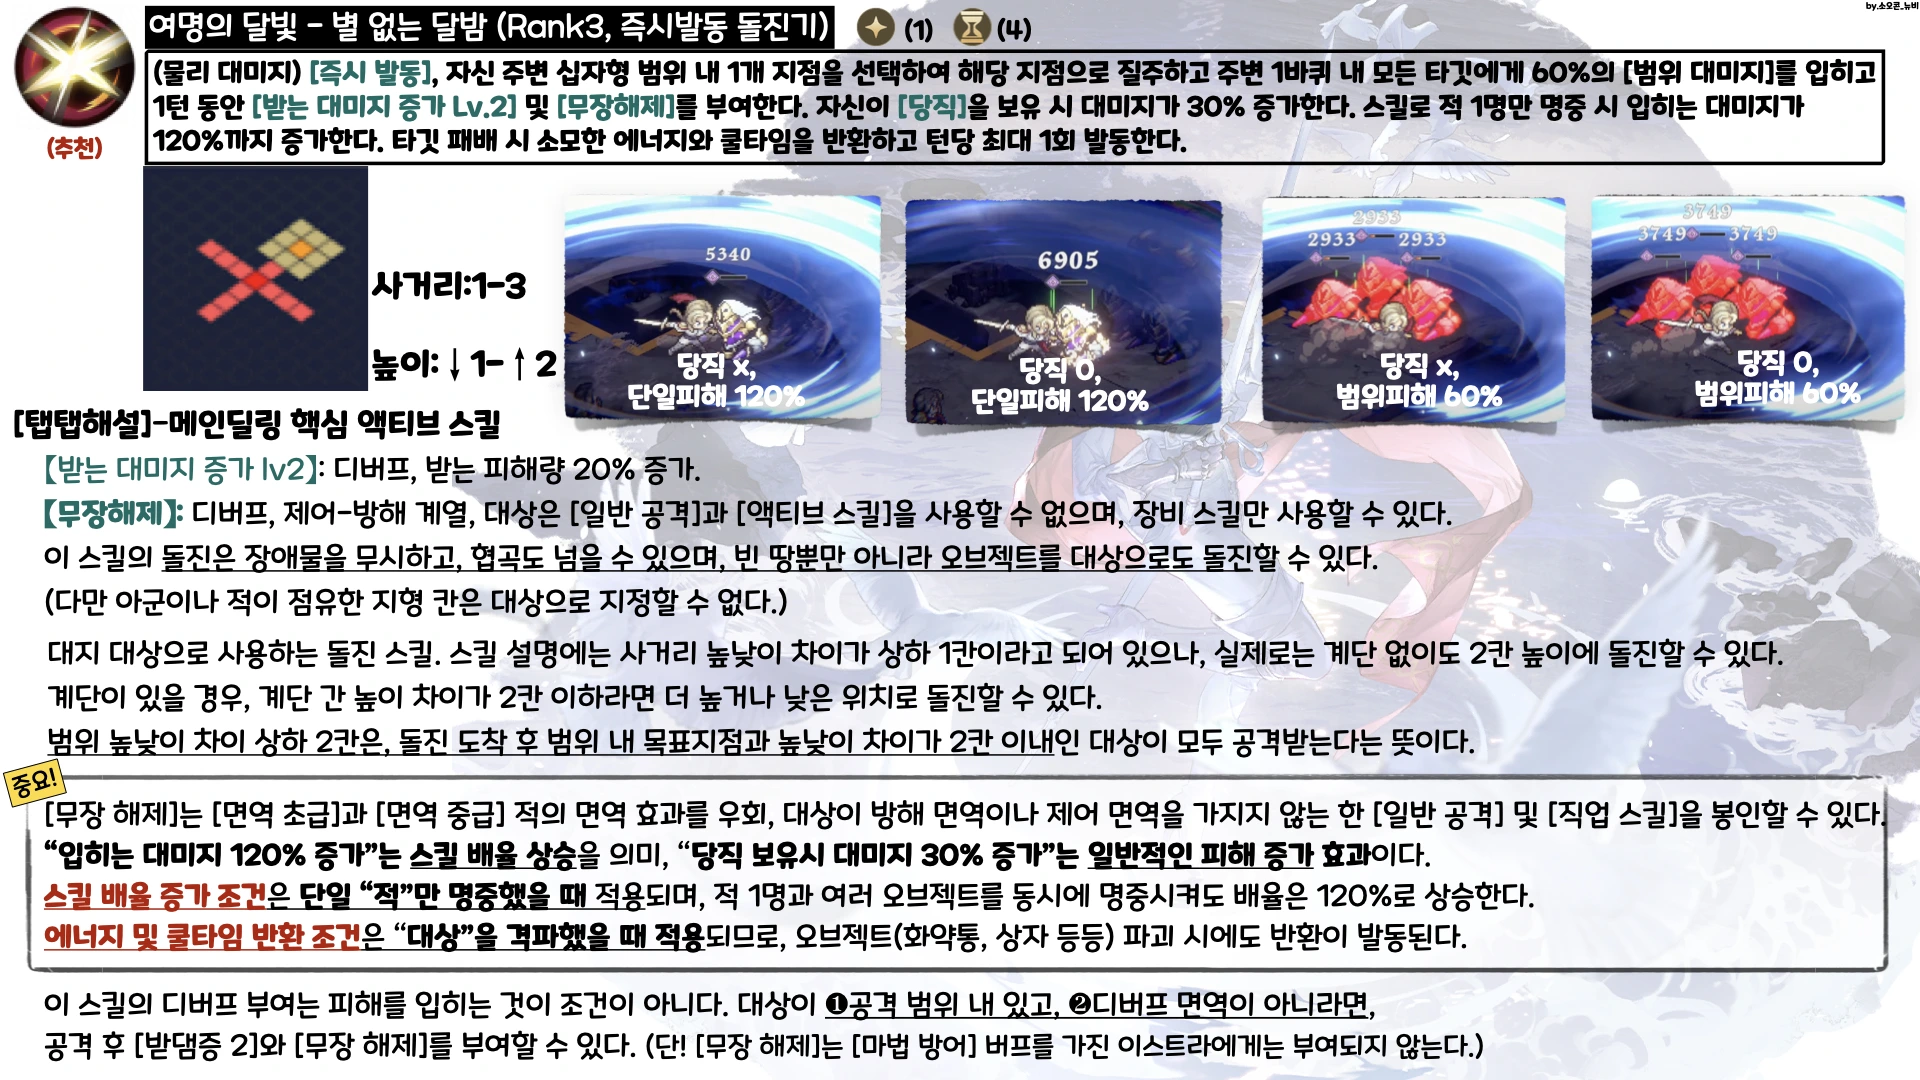 by.소오콘_뉴비
여명의 달빛 - 별 없는 달밤 (Rank3, 즉시발동 돌진기) (1) (4)
(추천)
(물리 대미지) [즉시 발동], 자신 주변 십자형 범위 내 1개 지점을 선택하여 해당 지점으로 질주하고 주변 1바퀴 내 모든 타깃에게 60%의 [범위 대미지]를 입히고
1턴 동안 [받는 대미지 증가 Lv.2] 및 [무장해제]를 부여한다. 자신이 [당직]을 보유 시 대미지가 30% 증가한다. 스킬로 적 1명만 명중 시 입히는 대미지가
120%까지 증가한다. 타깃 패배 시 소모한 에너지와 쿨타임을 반환하고 턴당 최대 1회 발동한다.
사거리:1-3
높이:↓1-↑2
5340
당직 x,
단일피해 120%
6905
당직 O,
단일피해 120%
2933
2933 2933
당직 x,
범위피해 60%
3749
3749 3749
당직 O,
범위피해 60%
[탭탭해설]-메인딜링 핵심 액티브 스킬
【받는 대미지 증가 lv2】: 디버프, 받는 피해량 20% 증가.
【무장해제】: 디버프, 제어-방해 계열, 대상은 [일반 공격]과 [액티브 스킬]을 사용할 수 없으며, 장비 스킬만 사용할 수 있다.
이 스킬의 돌진은 장애물을 무시하고, 협곡도 넘을 수 있으며, 빈 땅뿐만 아니라 오브젝트를 대상으로도 돌진할 수 있다.
(다만 아군이나 적이 점유한 지형 칸은 대상으로 지정할 수 없다.)
대지 대상으로 사용하는 돌진 스킬. 스킬 설명에는 사거리 높낮이 차이가 상하 1칸이라고 되어 있으나, 실제로는 계단 없이도 2칸 높이에 돌진할 수 있다.
계단이 있을 경우, 계단 간 높이 차이가 2칸 이하라면 더 높거나 낮은 위치로 돌진할 수 있다.
범위 높낮이 차이 상하 2칸은, 돌진 도착 후 범위 내 목표지점과 높낮이 차이가 2칸 이내인 대상이 모두 공격받는다는 뜻이다.
중요!
[무장 해제]는 [면역 초급]과 [면역 중급] 적의 면역 효과를 우회, 대상이 방해 면역이나 제어 면역을 가지지 않는 한 [일반 공격] 및 [직업 스킬]을 봉인할 수 있다.
“입히는 대미지 120% 증가”는 스킬 배율 상승을 의미, “당직 보유시 대미지 30% 증가”는 일반적인 피해 증가 효과이다.
스킬 배율 증가 조건은 단일 “적”만 명중했을 때 적용되며, 적 1명과 여러 오브젝트를 동시에 명중시켜도 배율은 120%로 상승한다.
에너지 및 쿨타임 반환 조건은 “대상”을 격파했을 때 적용되므로, 오브젝트(화약통, 상자 등등) 파괴 시에도 반환이 발동된다.
이 스킬의 디버프 부여는 피해를 입히는 것이 조건이 아니다. 대상이 ❶공격 범위 내 있고, ❷디버프 면역이 아니라면,
공격 후 [받댐증 2]와 [무장 해제]를 부여할 수 있다. (단! [무장 해제]는 [마법 방어] 버프를 가진 이스트라에게는 부여되지 않는다.)